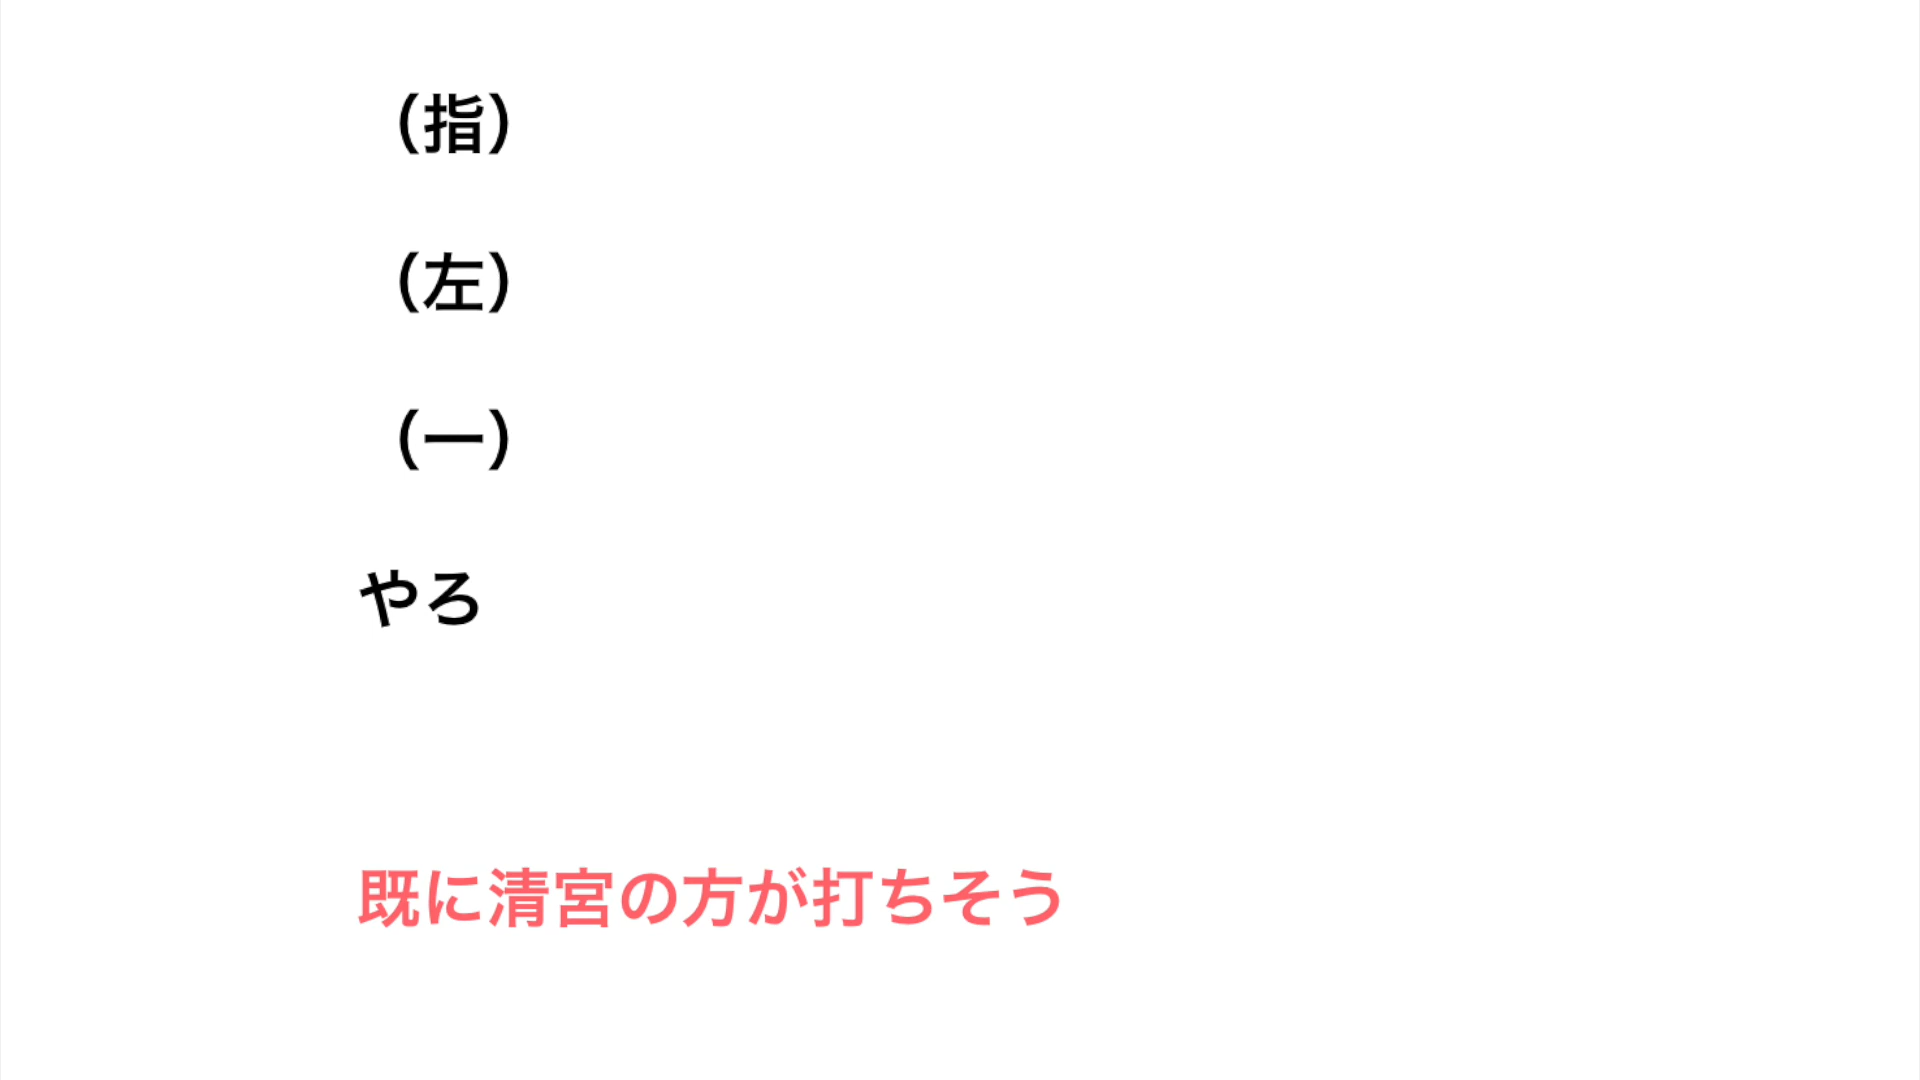 （指）
（左）
（一）
やろ
既に清宮の方が打ちそう